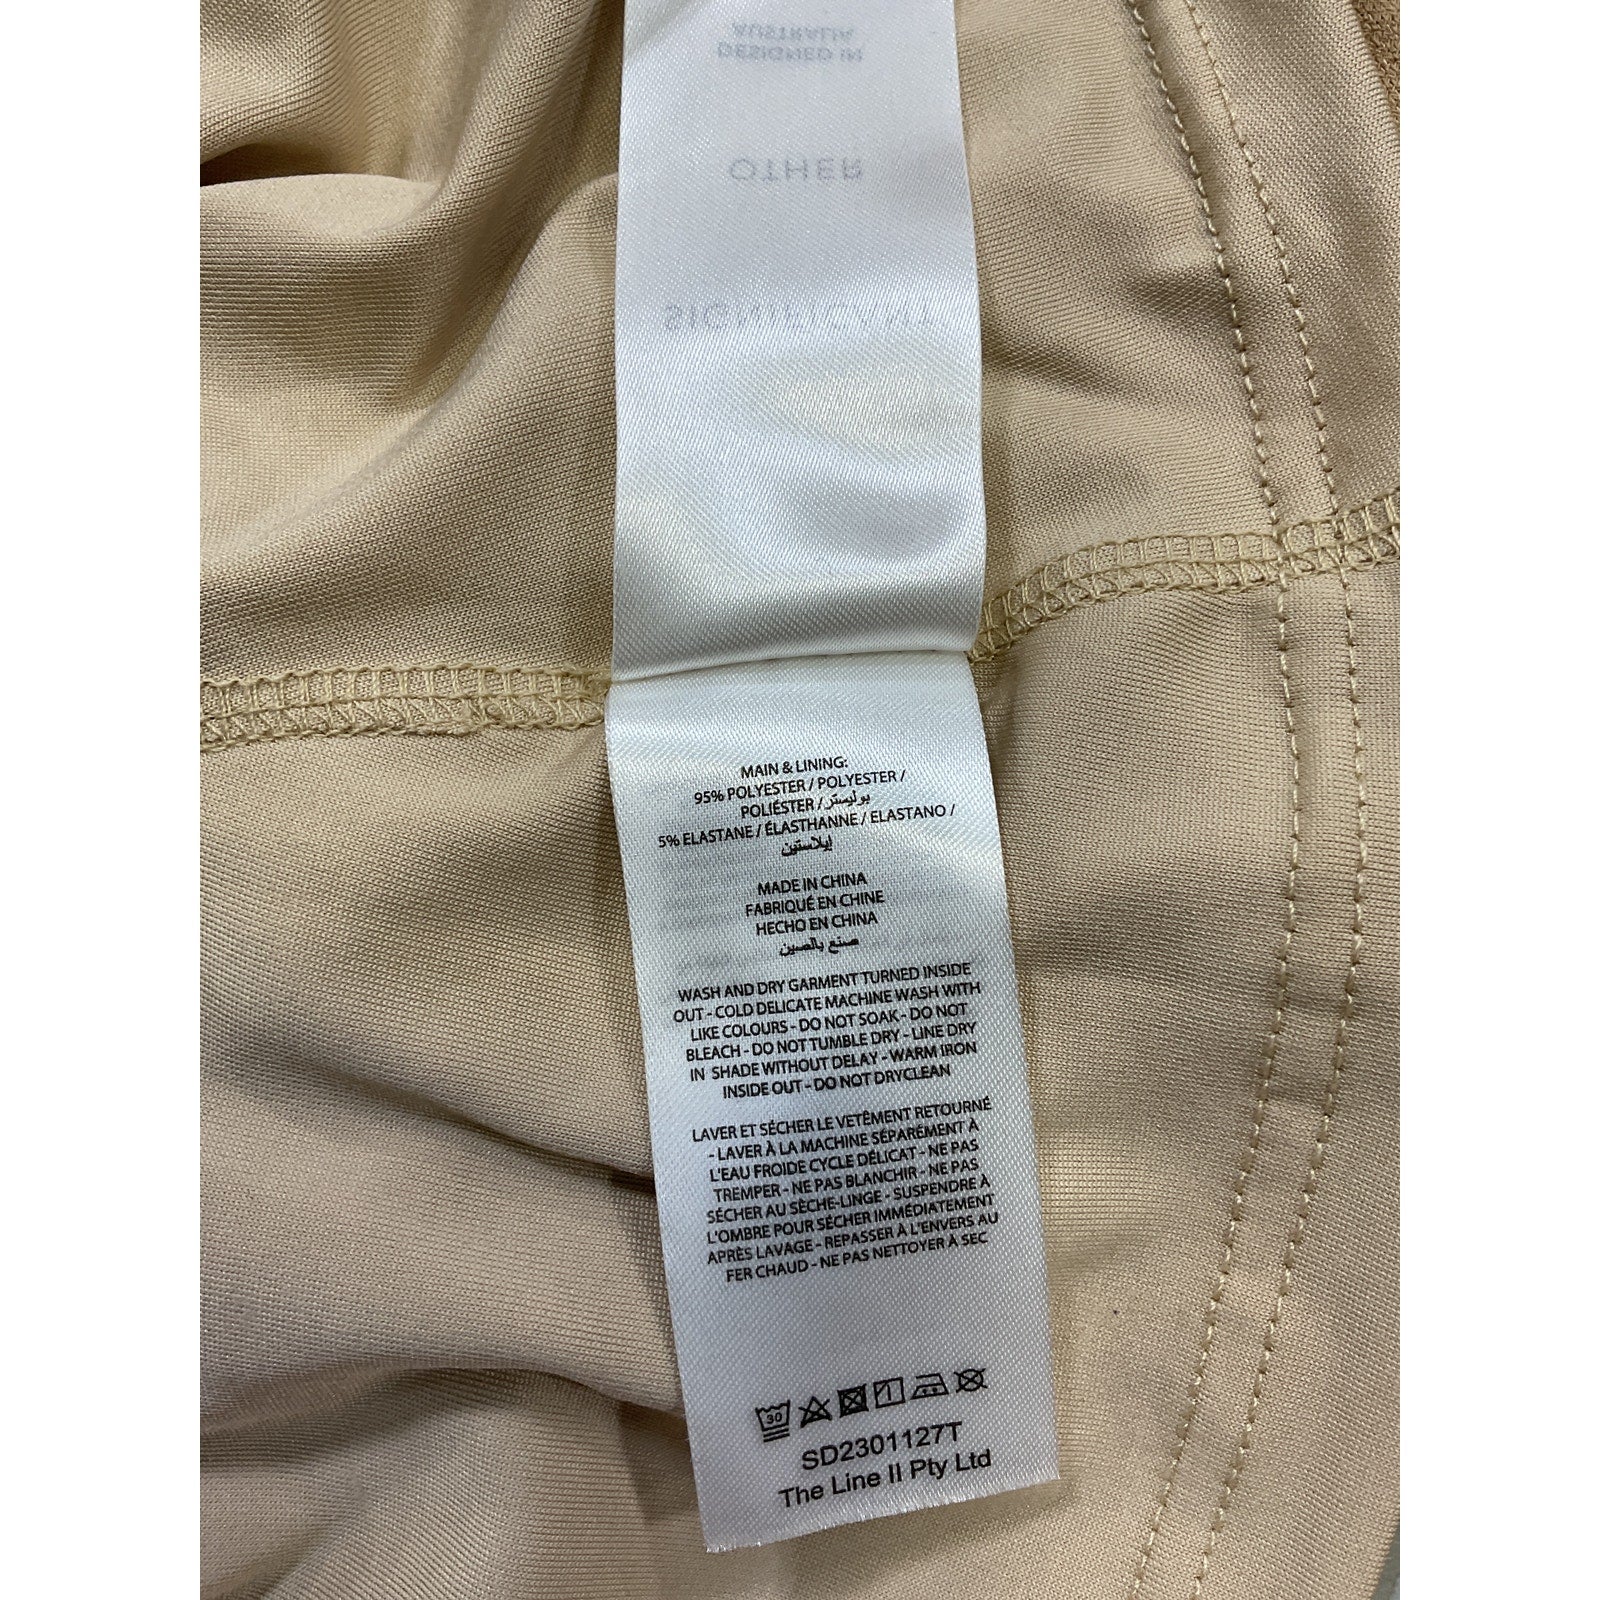 DESIGNED IN
AUSTRALIA
OTHER
SIGNIFICANT
MAIN & LINING:
95% POLYESTER / POLYESTER /
POLIÉSTER / بوليستر
5% ELASTANE / ÉLASTHANNE / ELASTANO /
إيلاستين
MADE IN CHINA
FABRIQUÉ EN CHINE
HECHO EN CHINA
صنع بالصين
WASH AND DRY GARMENT TURNED INSIDE
OUT - COLD DELICATE MACHINE WASH WITH
LIKE COLOURS - DO NOT SOAK - DO NOT
BLEACH - DO NOT TUMBLE DRY - LINE DRY
IN SHADE WITHOUT DELAY - WARM IRON
INSIDE OUT - DO NOT DRYCLEAN
LAVER ET SÉCHER LE VETÊMENT RETOURNÉ
- LAVER À LA MACHINE SÉPARÉMENT À
L'EAU FROIDE CYCLE DÉLICAT - NE PAS
TREMPER - NE PAS BLANCHIR - NE PAS
SÉCHER AU SÈCHE-LINGE - SUSPENDRE À
L'OMBRE POUR SÉCHER IMMÉDIATEMENT
APRÈS LAVAGE - REPASSER À L'ENVERS AU
FER CHAUD - NE PAS NETTOYER À SEC
30
SD2301127T
The Line II Pty Ltd